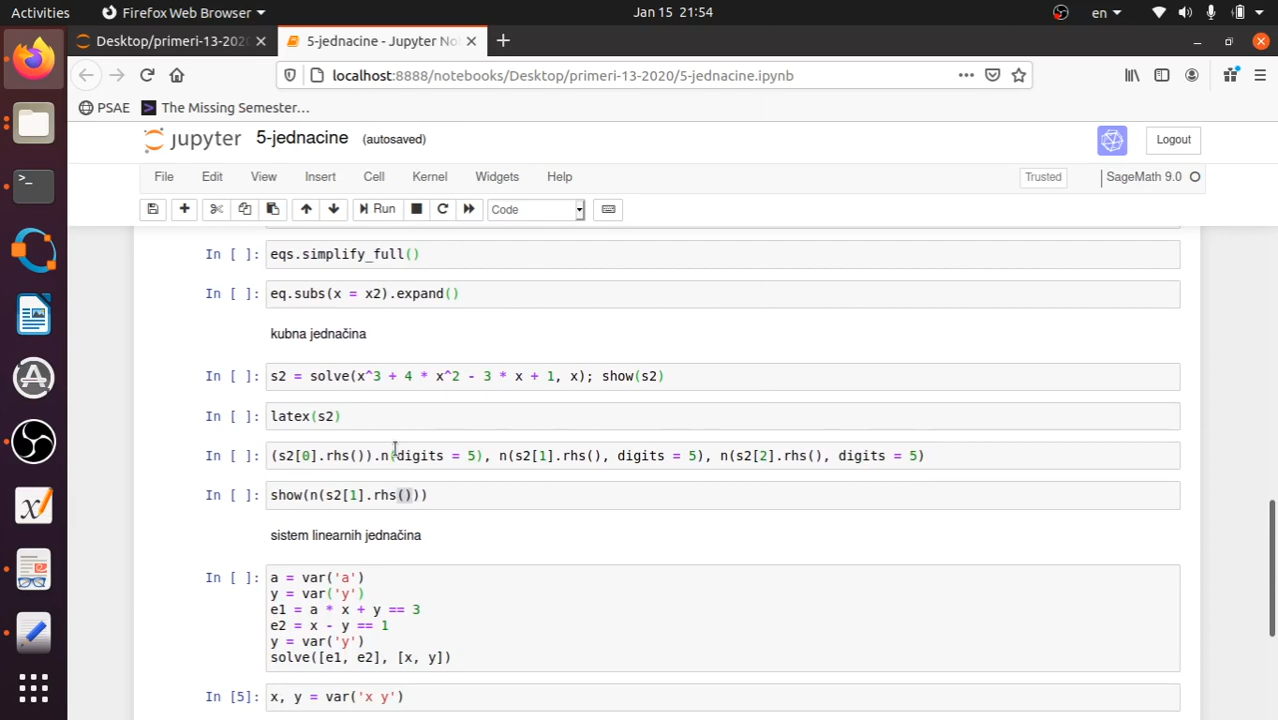 Activities
Firefox Web Browser
Jan 15 21:54
en
Desktop/primeri-13-202
5-jednacine - Jupyter No
localhost:8888/notebooks/Desktop/primeri-13-2020/5-jednacine.ipynb
PSAE
The Missing Semester…
jupyter 5-jednacine (autosaved)
Logout
File Edit View Insert Cell Kernel Widgets Help
Trusted
SageMath 9.0
Run
Code
In [ ]: eqs.simplify_full()
In [ ]: eq.subs(x = x2).expand()
kubna jednačina
In [ ]: s2 = solve(x^3 + 4 * x^2 - 3 * x + 1, x); show(s2)
In [ ]: latex(s2)
In [ ]: (s2[0].rhs()).n(digits = 5), n(s2[1].rhs(), digits = 5), n(s2[2].rhs(), digits = 5)
In [ ]: show(n(s2[1].rhs()))
sistem linearnih jednačina
In [ ]: a = var('a')
y = var('y')
e1 = a * x + y == 3
e2 = x - y == 1
y = var('y')
solve([e1, e2], [x, y])
In [5]: x, y = var('x y')